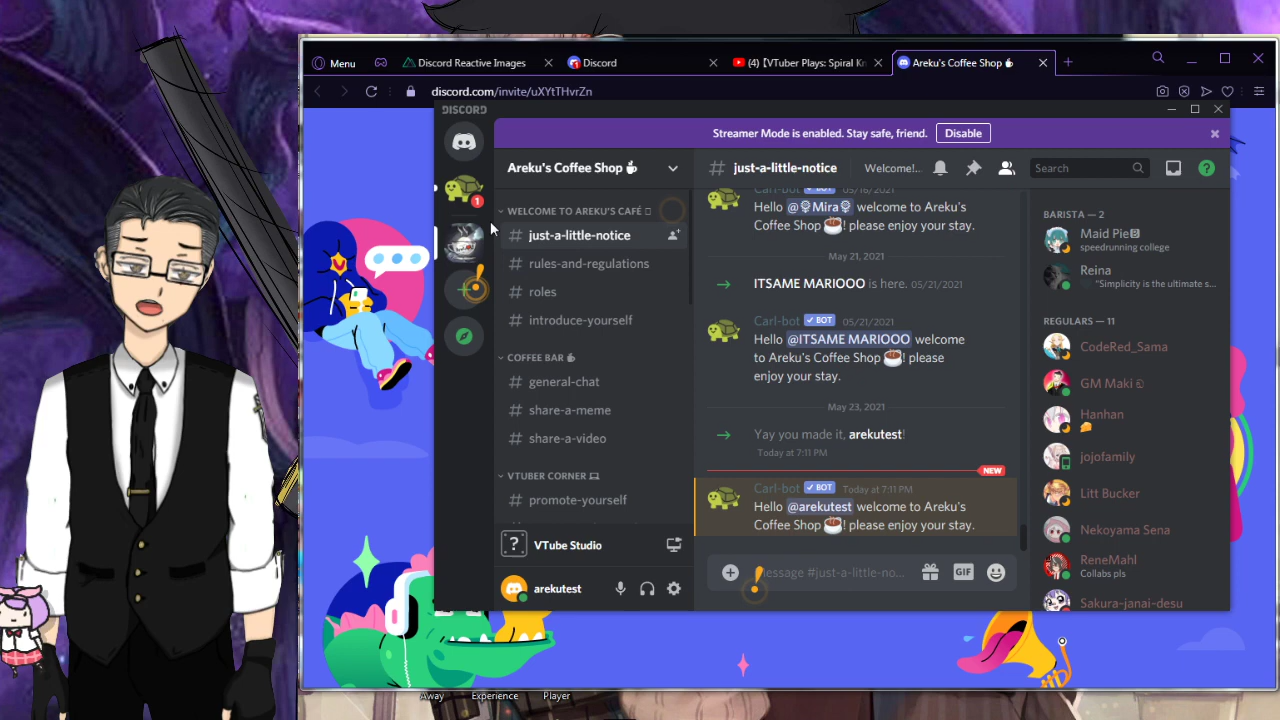 Menu
Discord Reactive Images
Discord
(4) 【VTuber Plays: Spiral Kn
Areku's Coffee Shop
discord.com/invite/uXYtTHvrZn
DISCORD
Streamer Mode is enabled. Stay safe, friend.
Disable
Areku's Coffee Shop
just-a-little-notice
Welcome!..
Search
1
WELCOME TO AREKU'S CAFÉ
# just-a-little-notice
# rules-and-regulations
# roles
# introduce-yourself
COFFEE BAR
# general-chat
# share-a-meme
# share-a-video
VTUBER CORNER
# promote-yourself
VTube Studio
arekutest
Carl-bot BOT 05/18/2021
Hello @Mira welcome to Areku's
Coffee Shop ! please enjoy your stay.
May 21, 2021
ITSAME MARIOOO is here. 05/21/2021
Carl-bot BOT 05/21/2021
Hello @ITSAME MARIOOO welcome
to Areku's Coffee Shop ! please
enjoy your stay.
May 23, 2021
Yay you made it, arekutest!
Today at 7:11 PM
NEW
Carl-bot BOT Today at 7:11 PM
Hello @arekutest welcome to Areku's
Coffee Shop ! please enjoy your stay.
message #just-a-little-no...
GIF
BARISTA — 2
Maid Pie
speedrunning college
Reina
"Simplicity is the ultimate s...
REGULARS — 11
CodeRed_Sama
GM Maki
Hanhan
jojofamily
Litt Bucker
Nekoyama Sena
ReneMahl
Collabs pls
Sakura-janai-desu
Away
Experience
Player